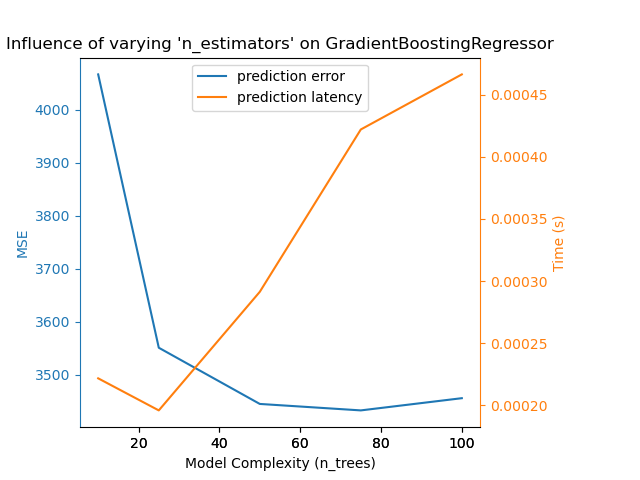 Influence of varying 'n_estimators' on GradientBoostingRegressor
prediction error
prediction latency
MSE
4000
3900
3800
3700
3600
3500
Time (s)
0.00045
0.00040
0.00035
0.00030
0.00025
0.00020
20 40 60 80 100
Model Complexity (n_trees)